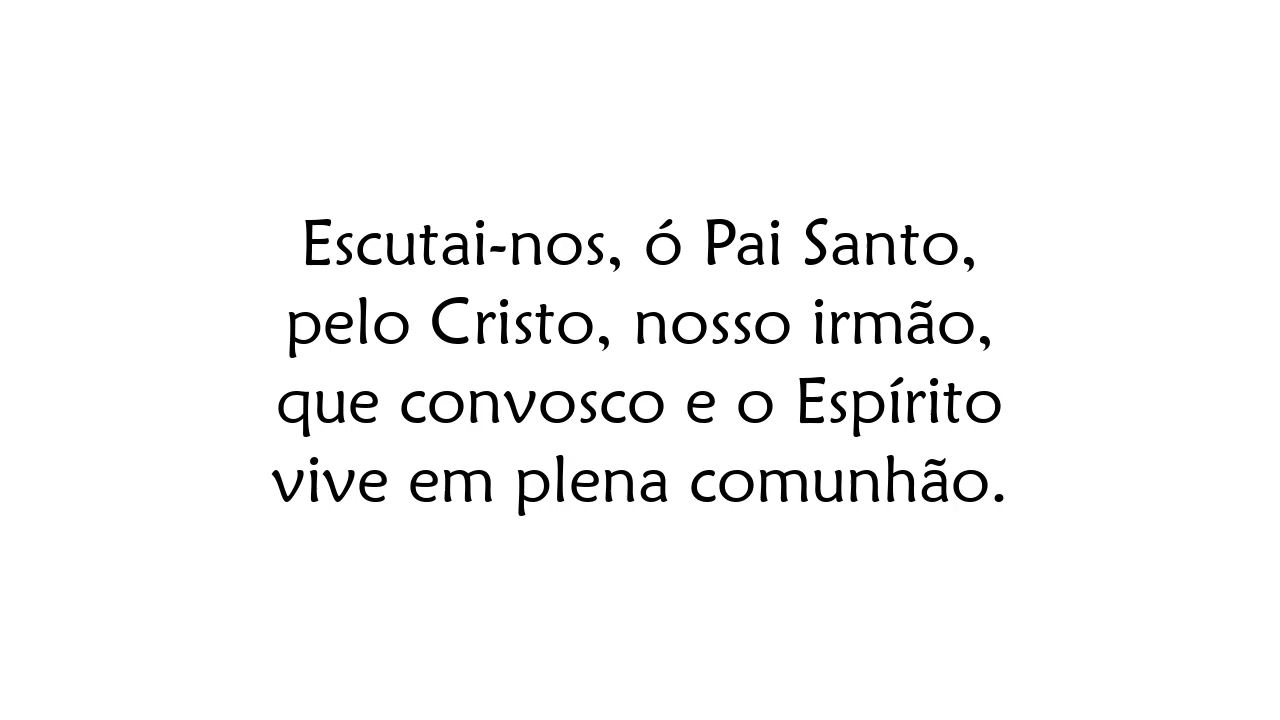 Escutai-nos, ó Pai Santo,
pelo Cristo, nosso irmão,
que convosco e o Espírito
vive em plena comunhão.